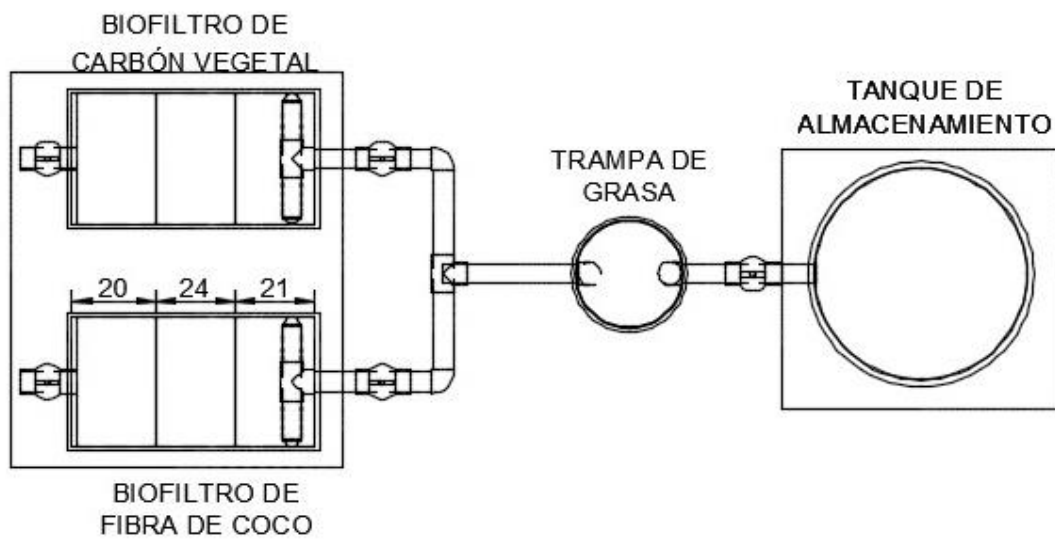 BIOFILTRO DE
CARBÓN VEGETAL
TANQUE DE
ALMACENAMIENTO
TRAMPA DE
GRASA
20 24 21
BIOFILTRO DE
FIBRA DE COCO